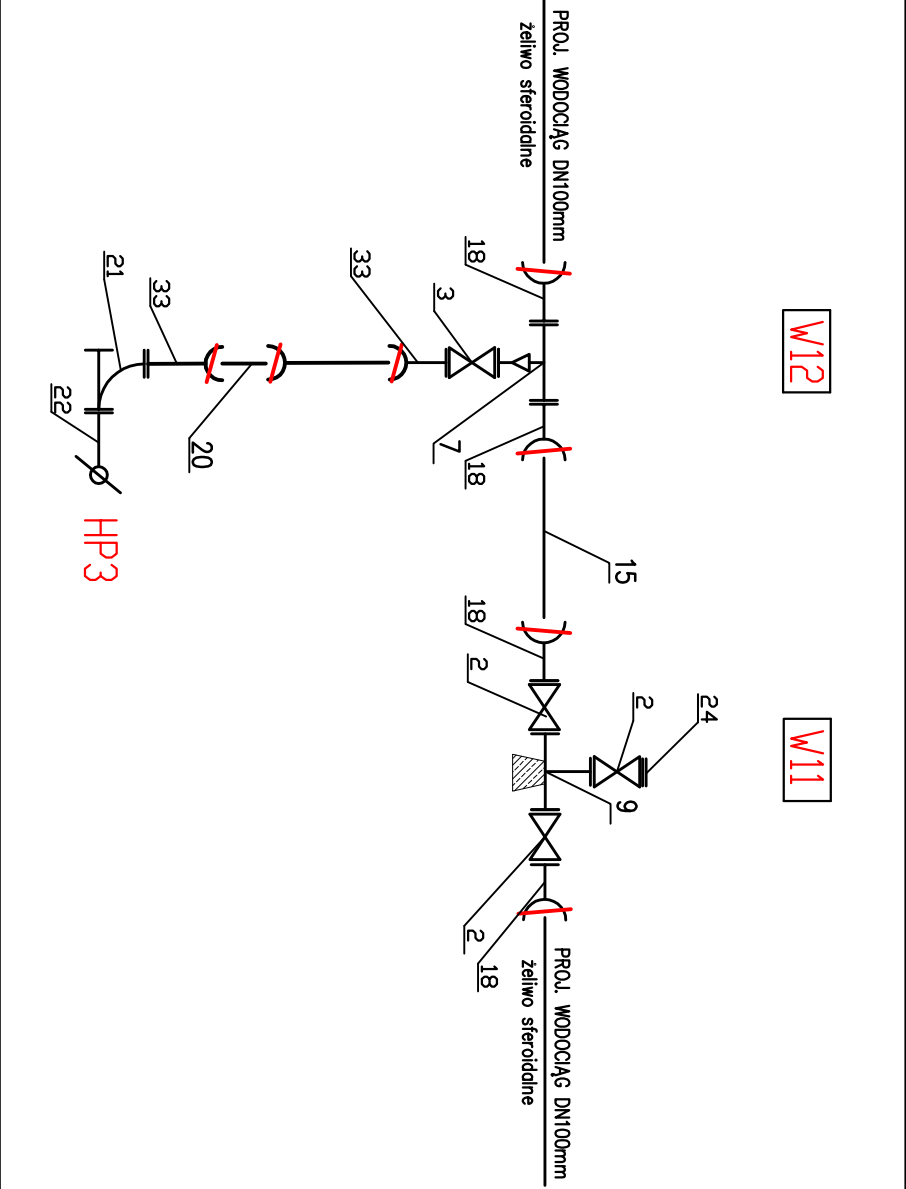 W12
W11
PROJ. WODOCIĄG DN100mm
żeliwo sferoidalne
18
3
33
33
21
22
20
HP3
7
18
15
18
2
2
24
9
2
18
PROJ. WODOCIĄG DN100mm
żeliwo sferoidalne